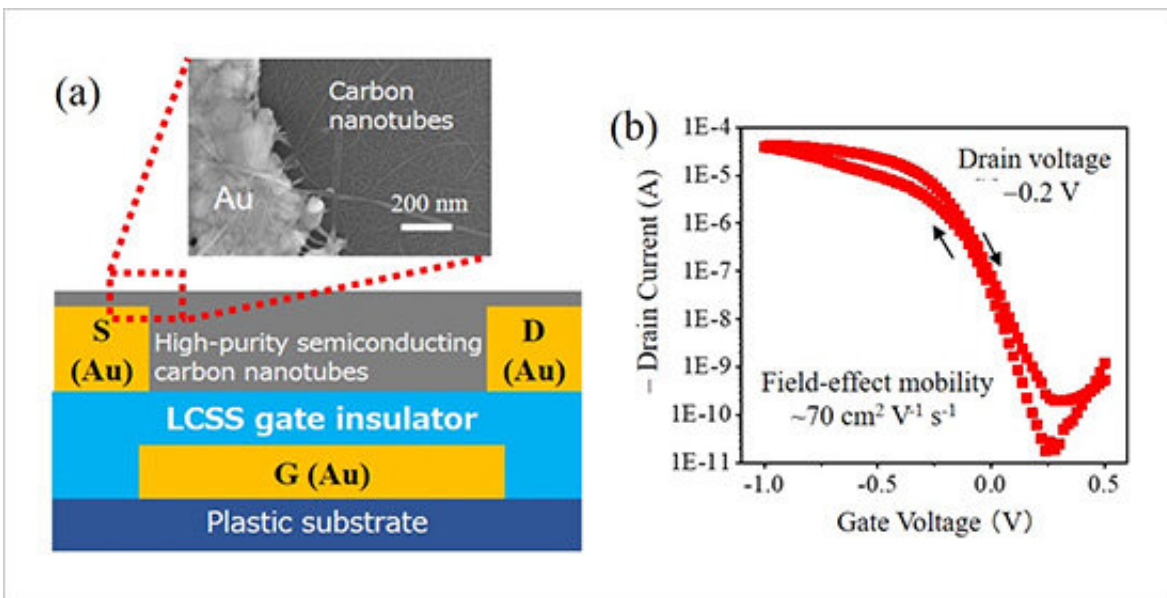 (a)
Carbon
nanotubes
Au
200 nm
S
(Au)
High-purity semiconducting
carbon nanotubes
D
(Au)
LCSS gate insulator
G (Au)
Plastic substrate
(b)
1E-4
1E-5
1E-6
1E-7
1E-8
1E-9
1E-10
1E-11
− Drain Current (A)
Drain voltage
−0.2 V
Field-effect mobility
~70 cm² V⁻¹ s⁻¹
-1.0
-0.5
0.0
0.5
Gate Voltage (V)